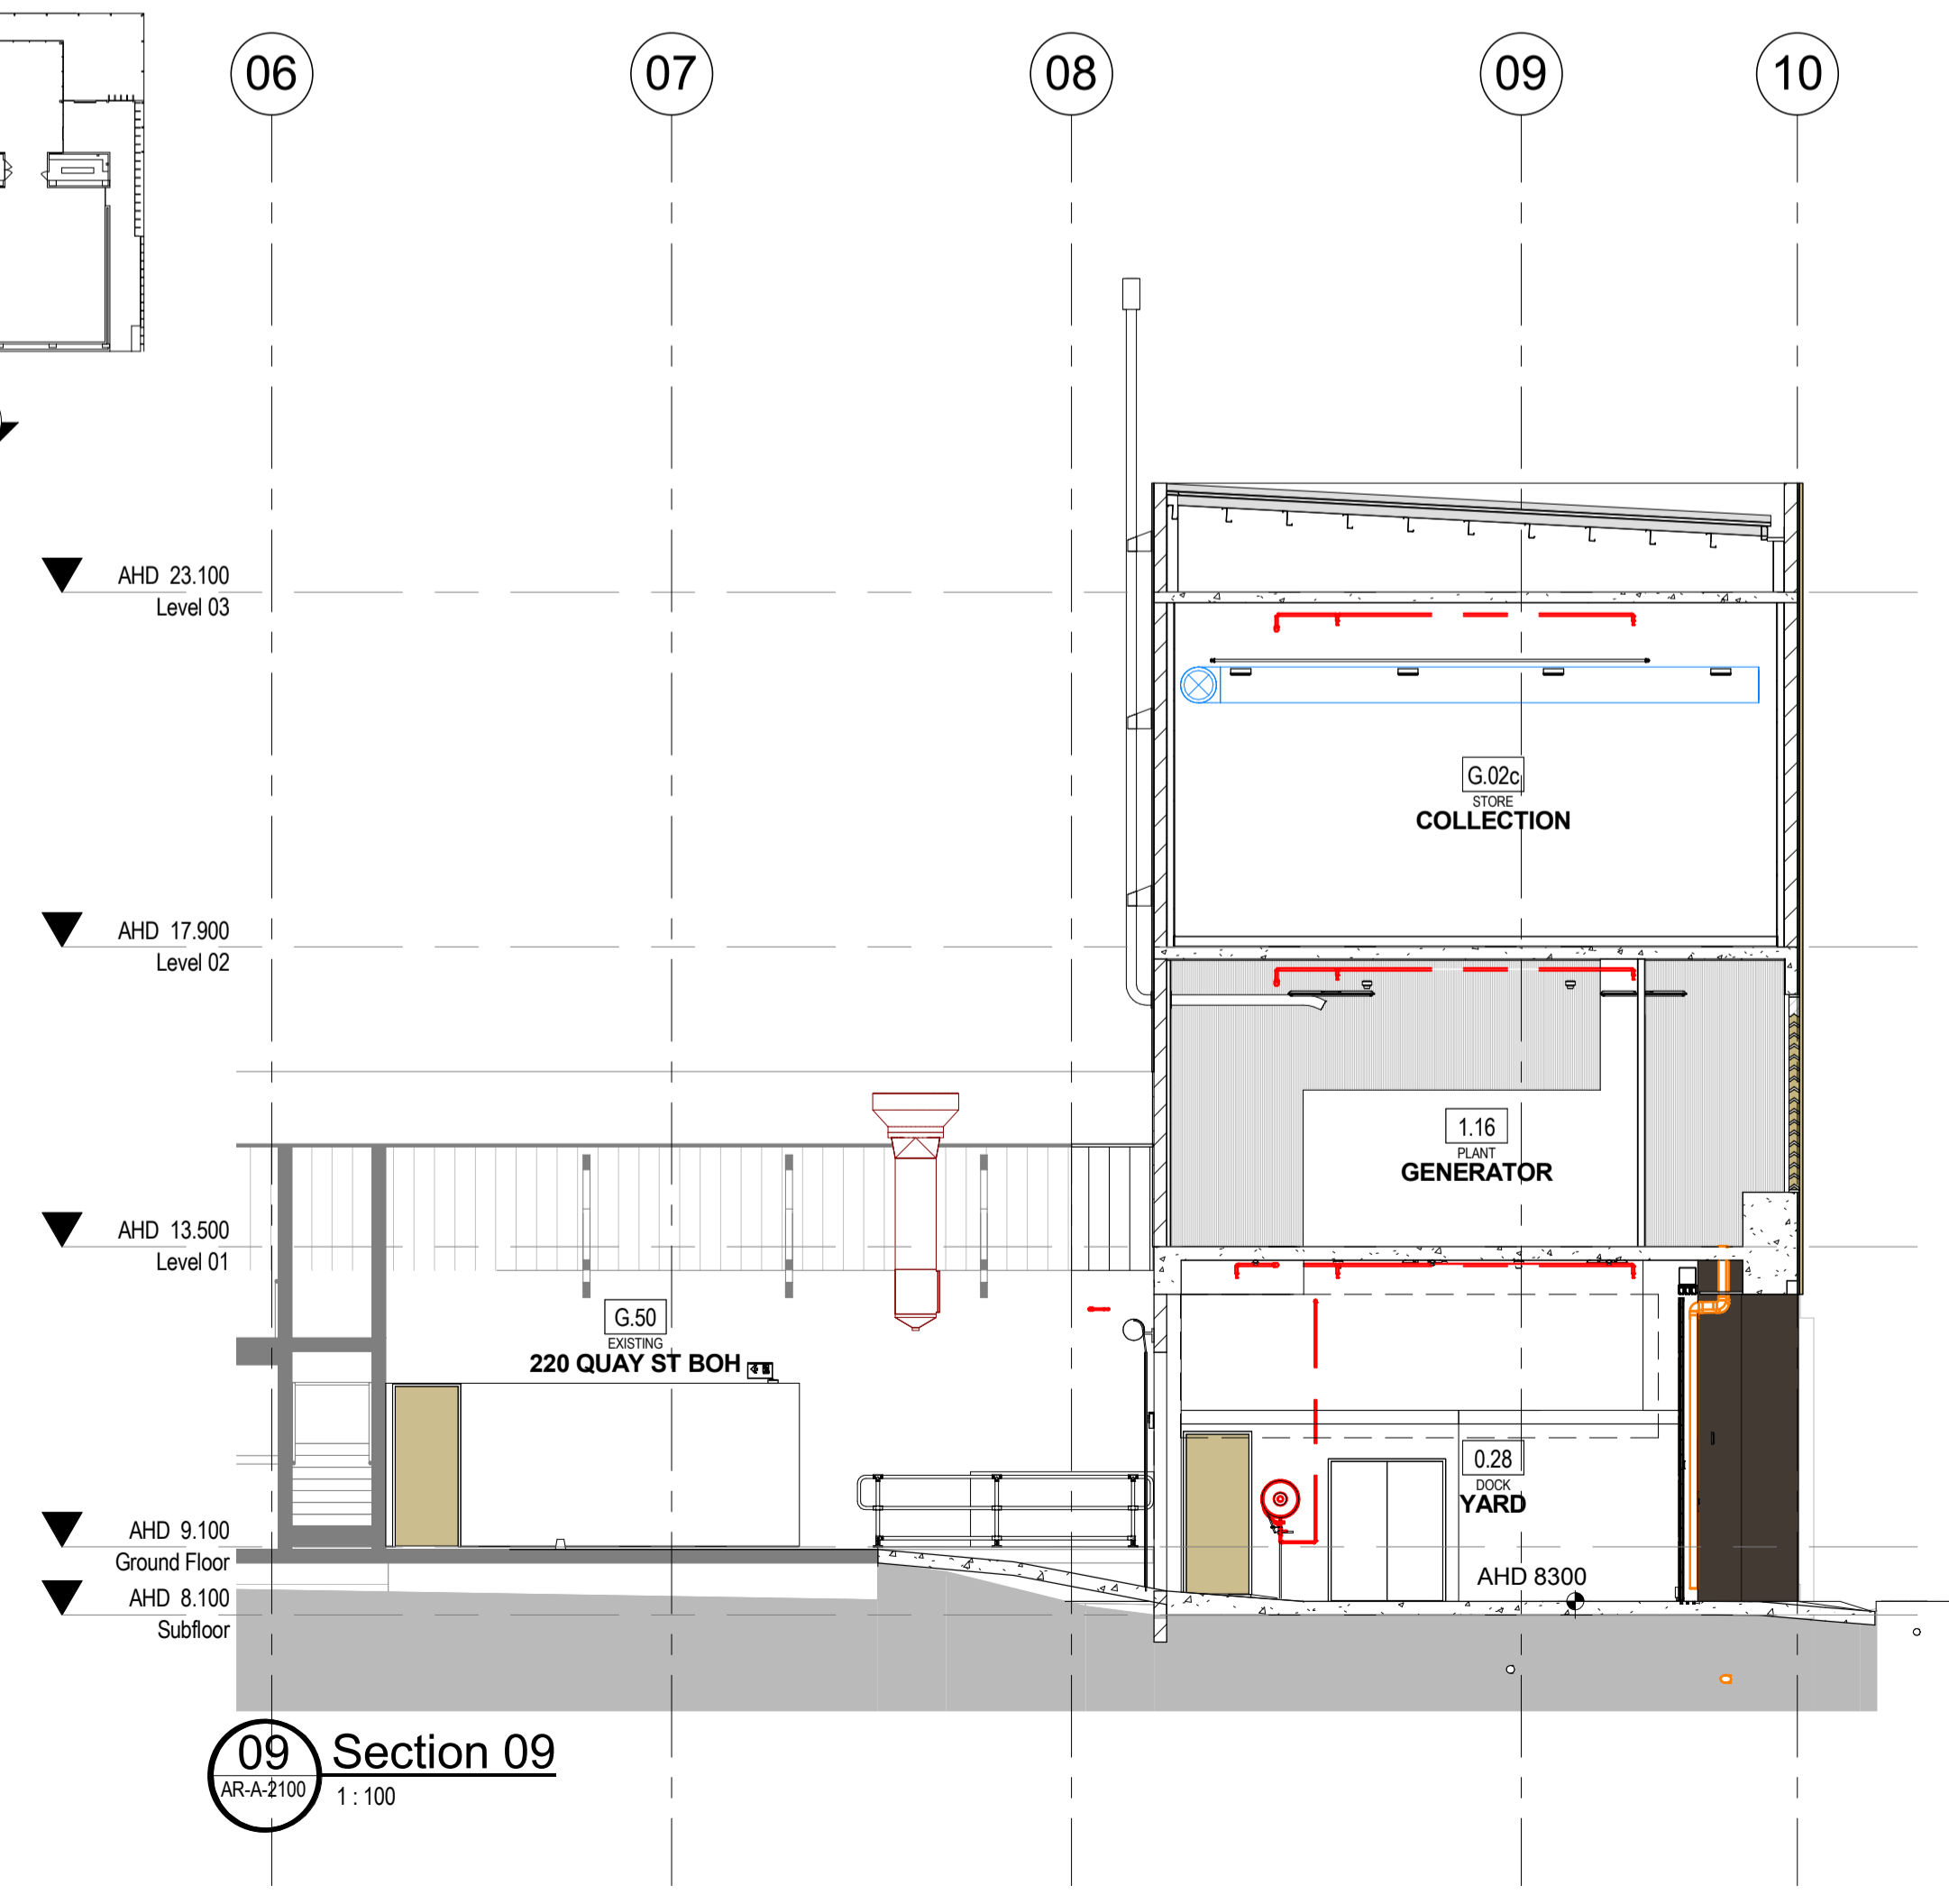 06
07
08
09
10
AHD 23.100
Level 03
G.02c
STORE
COLLECTION
AHD 17.900
Level 02
1.16
PLANT
GENERATOR
AHD 13.500
Level 01
G.50
EXISTING
220 QUAY ST BOH
0.28
DOCK
YARD
AHD 9.100
Ground Floor
AHD 8300
AHD 8.100
Subfloor
09
Section 09
AR-A-2100
1 : 100